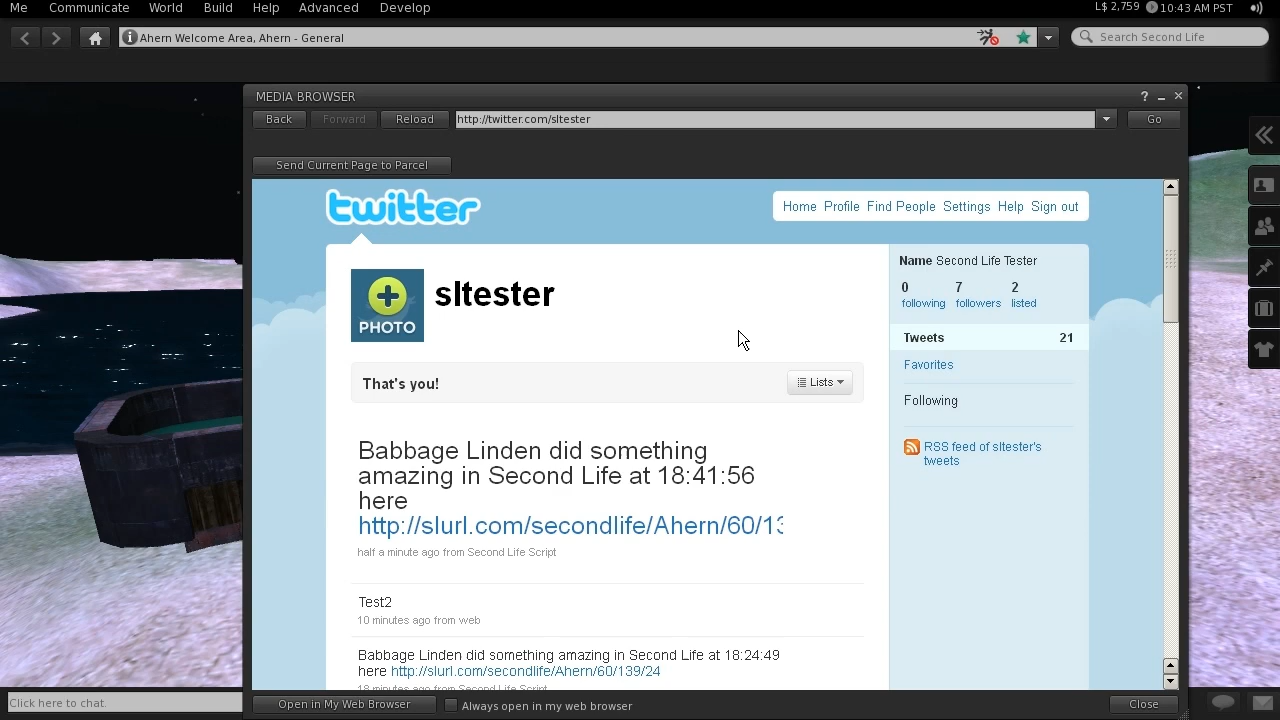 Me Communicate World Build Help Advanced Develop L$ 2,759 10:43 AM PST
Ahern Welcome Area, Ahern - General Search Second Life
MEDIA BROWSER ?
Back Forward Reload http://twitter.com/sltester Go
Send Current Page to Parcel
twitter Home Profile Find People Settings Help Sign out
PHOTO
sltester
Name Second Life Tester
0 7 2
following followers listed
Tweets 21
Favorites
Following
RSS feed of sltester's
tweets
That's you! Lists
Babbage Linden did something
amazing in Second Life at 18:41:56
here
http://slurl.com/secondlife/Ahern/60/13
half a minute ago from Second Life Script
Test2
10 minutes ago from web
Babbage Linden did something amazing in Second Life at 18:24:49
here http://slurl.com/secondlife/Ahern/60/139/24
18 minutes ago from Second Life Script
Click here to chat.
Open in My Web Browser Always open in my web browser Close